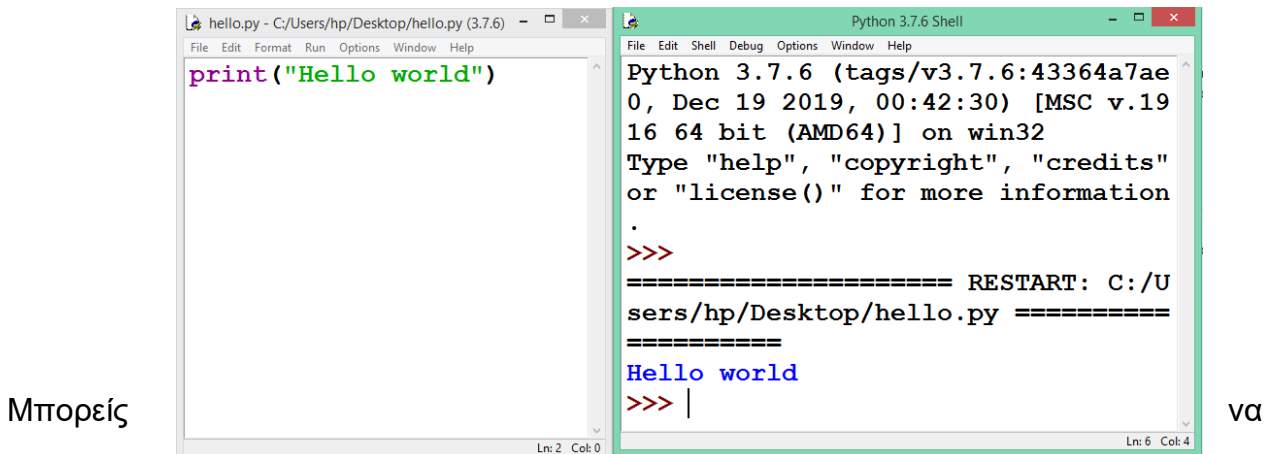 hello.py - C:/Users/hp/Desktop/hello.py (3.7.6)
File Edit Format Run Options Window Help
print("Hello world")
Ln: 2 Col: 0
Python 3.7.6 Shell
File Edit Shell Debug Options Window Help
Python 3.7.6 (tags/v3.7.6:43364a7ae
0, Dec 19 2019, 00:42:30) [MSC v.19
16 64 bit (AMD64)] on win32
Type "help", "copyright", "credits"
or "license()" for more information
.
>>>
===================== RESTART: C:/U
sers/hp/Desktop/hello.py ==========
==========
Hello world
>>>
Ln: 6 Col: 4
Μπορείς να